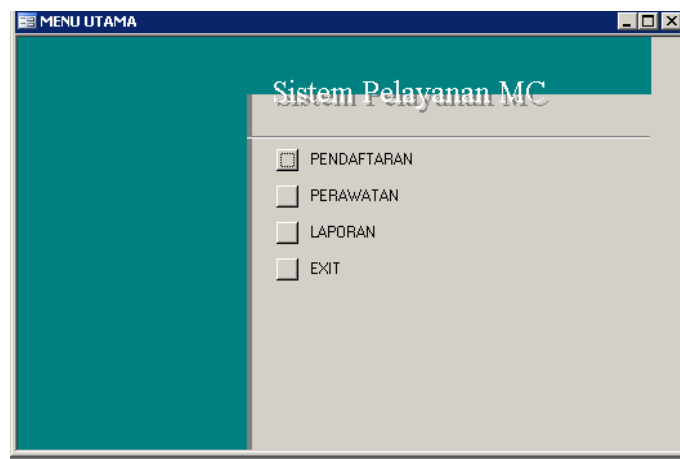 MENU UTAMA
Sistem Pelayanan MC
PENDAFTARAN
PERAWATAN
LAPORAN
EXIT